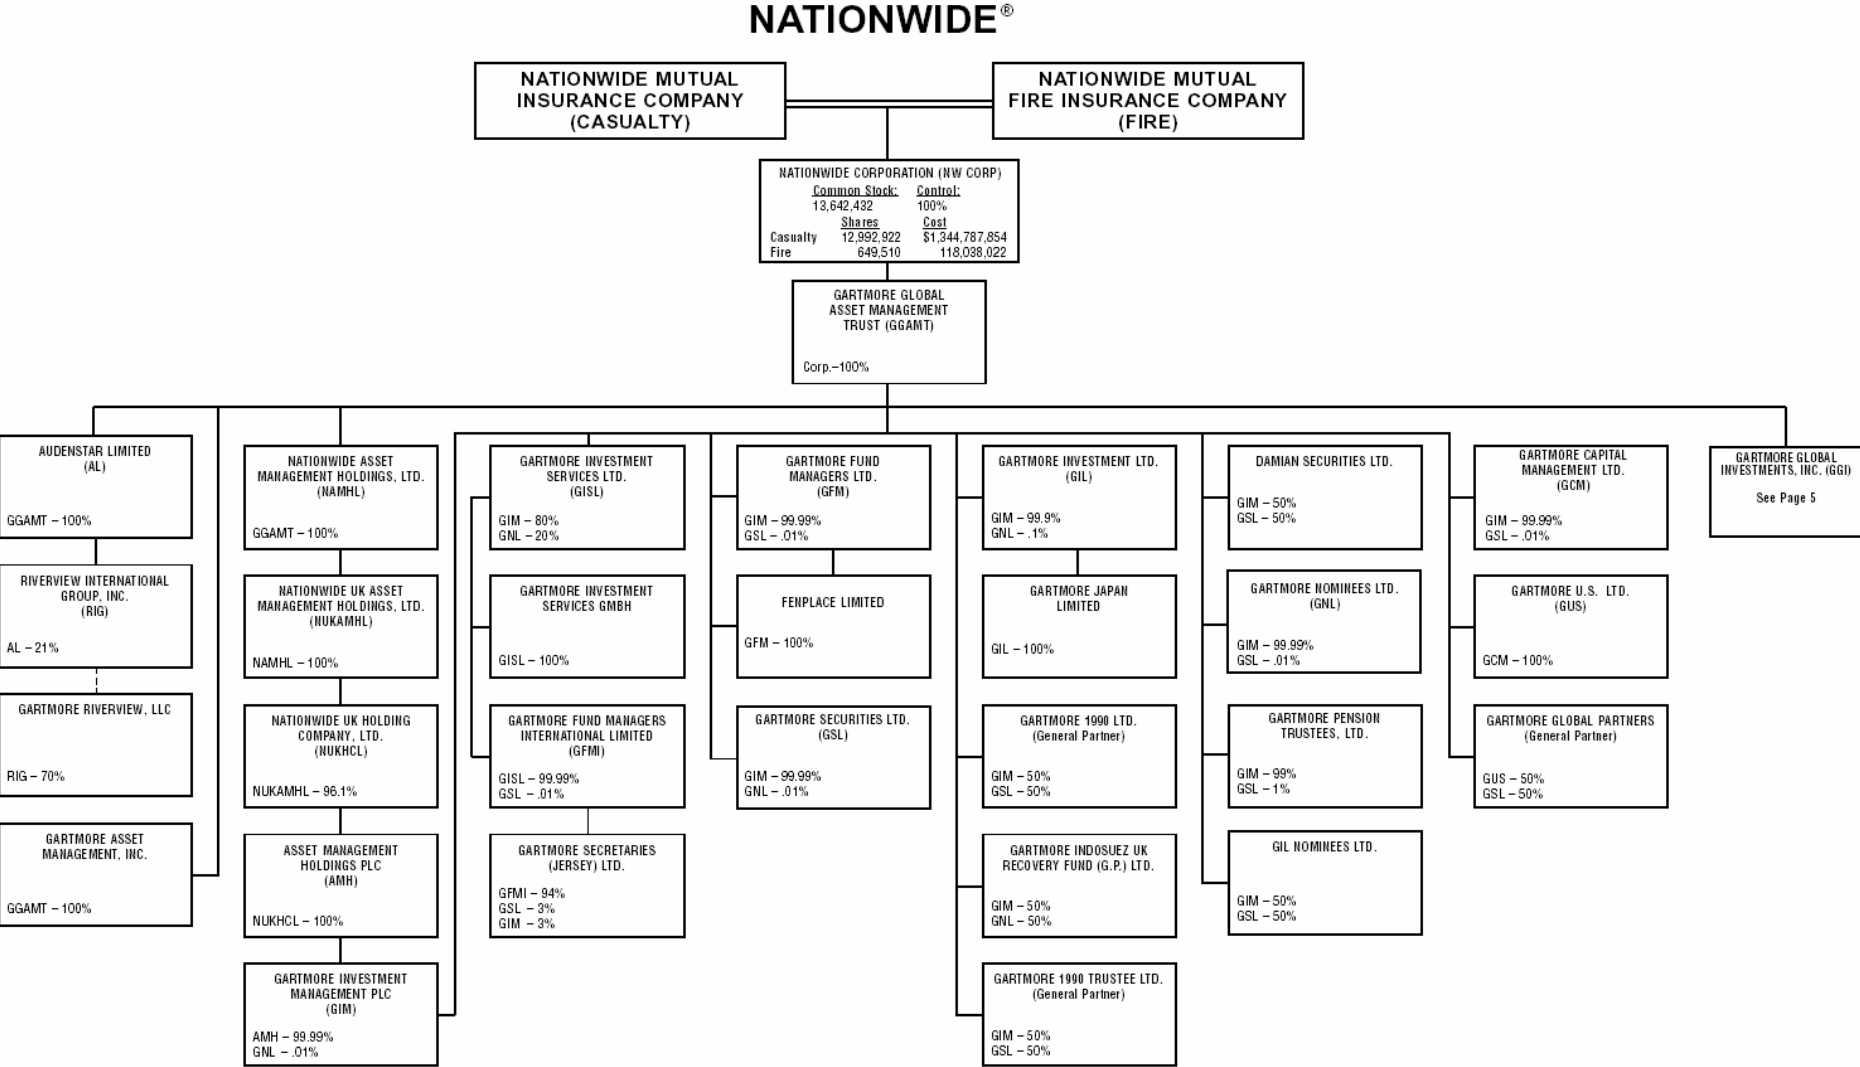 NATIONWIDE®
NATIONWIDE MUTUAL
INSURANCE COMPANY
(CASUALTY)
NATIONWIDE MUTUAL
FIRE INSURANCE COMPANY
(FIRE)
NATIONWIDE CORPORATION (NW CORP)
Common Stock: Control:
13,642,432 100%
Shares Cost
Casualty 12,992,922 $1,344,787,854
Fire 649,510 118,038,022
GARTMORE GLOBAL
ASSET MANAGEMENT
TRUST (GGAMT)
Corp.–100%
AUDENSTAR LIMITED
(AL)
GGAMT – 100%
RIVERVIEW INTERNATIONAL
GROUP, INC.
(RIG)
AL – 21%
GARTMORE RIVERVIEW, LLC
RIG – 70%
GARTMORE ASSET
MANAGEMENT, INC.
GGAMT – 100%
NATIONWIDE ASSET
MANAGEMENT HOLDINGS, LTD.
(NAMHL)
GGAMT – 100%
NATIONWIDE UK ASSET
MANAGEMENT HOLDINGS, LTD.
(NUKAMHL)
NAMHL – 100%
NATIONWIDE UK HOLDING
COMPANY, LTD.
(NUKHCL)
NUKAMHL – 96.1%
ASSET MANAGEMENT
HOLDINGS PLC
(AMH)
NUKHCL – 100%
GARTMORE INVESTMENT
MANAGEMENT PLC
(GIM)
AMH – 99.99%
GNL – .01%
GARTMORE INVESTMENT
SERVICES LTD.
(GISL)
GIM – 80%
GNL – 20%
GARTMORE INVESTMENT
SERVICES GMBH
GISL – 100%
GARTMORE FUND MANAGERS
INTERNATIONAL LIMITED
(GFMI)
GISL – 99.99%
GSL – .01%
GARTMORE SECRETARIES
(JERSEY) LTD.
GFMI – 94%
GSL – 3%
GIM – 3%
GARTMORE FUND
MANAGERS LTD.
(GFM)
GIM – 99.99%
GSL – .01%
FENPLACE LIMITED
GFM – 100%
GARTMORE SECURITIES LTD.
(GSL)
GIM – 99.99%
GNL – .01%
GARTMORE INVESTMENT LTD.
(GIL)
GIM – 99.9%
GNL – .1%
GARTMORE JAPAN
LIMITED
GIL – 100%
GARTMORE 1990 LTD.
(General Partner)
GIM – 50%
GSL – 50%
GARTMORE INDOSUEZ UK
RECOVERY FUND (G.P.) LTD.
GIM – 50%
GNL – 50%
GARTMORE 1990 TRUSTEE LTD.
(General Partner)
GIM – 50%
GSL – 50%
DAMIAN SECURITIES LTD.
GIM – 50%
GSL – 50%
GARTMORE NOMINEES LTD.
(GNL)
GIM – 99.99%
GSL – .01%
GARTMORE PENSION
TRUSTEES, LTD.
GIM – 99%
GSL – 1%
GIL NOMINEES LTD.
GIM – 50%
GSL – 50%
GARTMORE CAPITAL
MANAGEMENT LTD.
(GCM)
GIM – 99.99%
GSL – .01%
GARTMORE U.S. LTD.
(GUS)
GCM – 100%
GARTMORE GLOBAL PARTNERS
(General Partner)
GUS – 50%
GSL – 50%
GARTMORE GLOBAL
INVESTMENTS, INC. (GGI)
See Page 5